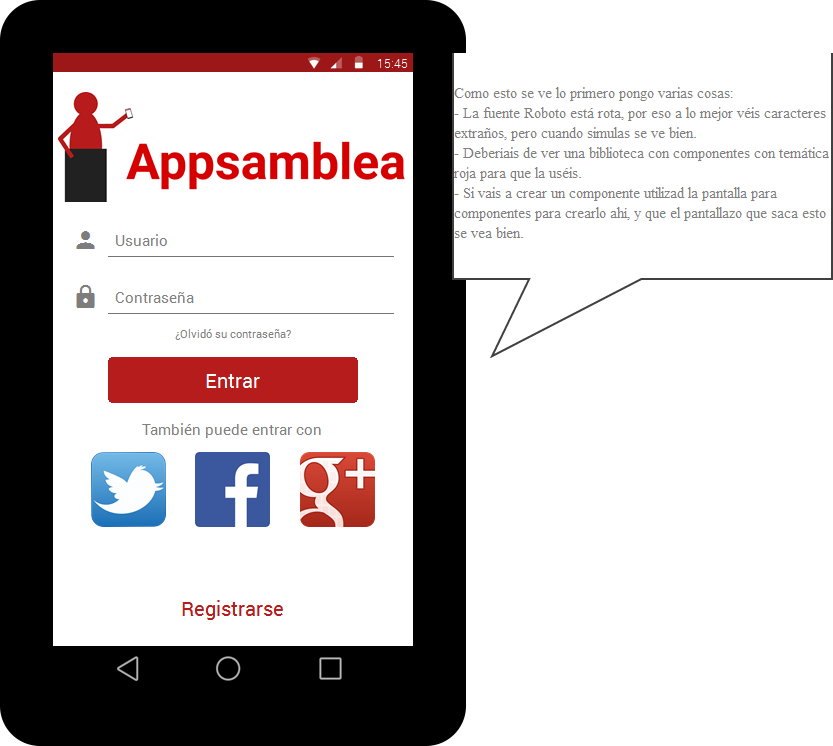 15:45
Appsamblea
Usuario
Contraseña
¿Olvidó su contraseña?
Entrar
También puede entrar con
g+
Registrarse
Como esto se ve lo primero pongo varias cosas:
- La fuente Roboto está rota, por eso a lo mejor véis caracteres
extraños, pero cuando simulas se ve bien.
- Deberiais de ver una biblioteca con componentes con temática
roja para que la uséis.
- Si vais a crear un componente utilizad la pantalla para
componentes para crearlo ahí, y que el pantallazo que saca esto
se vea bien.